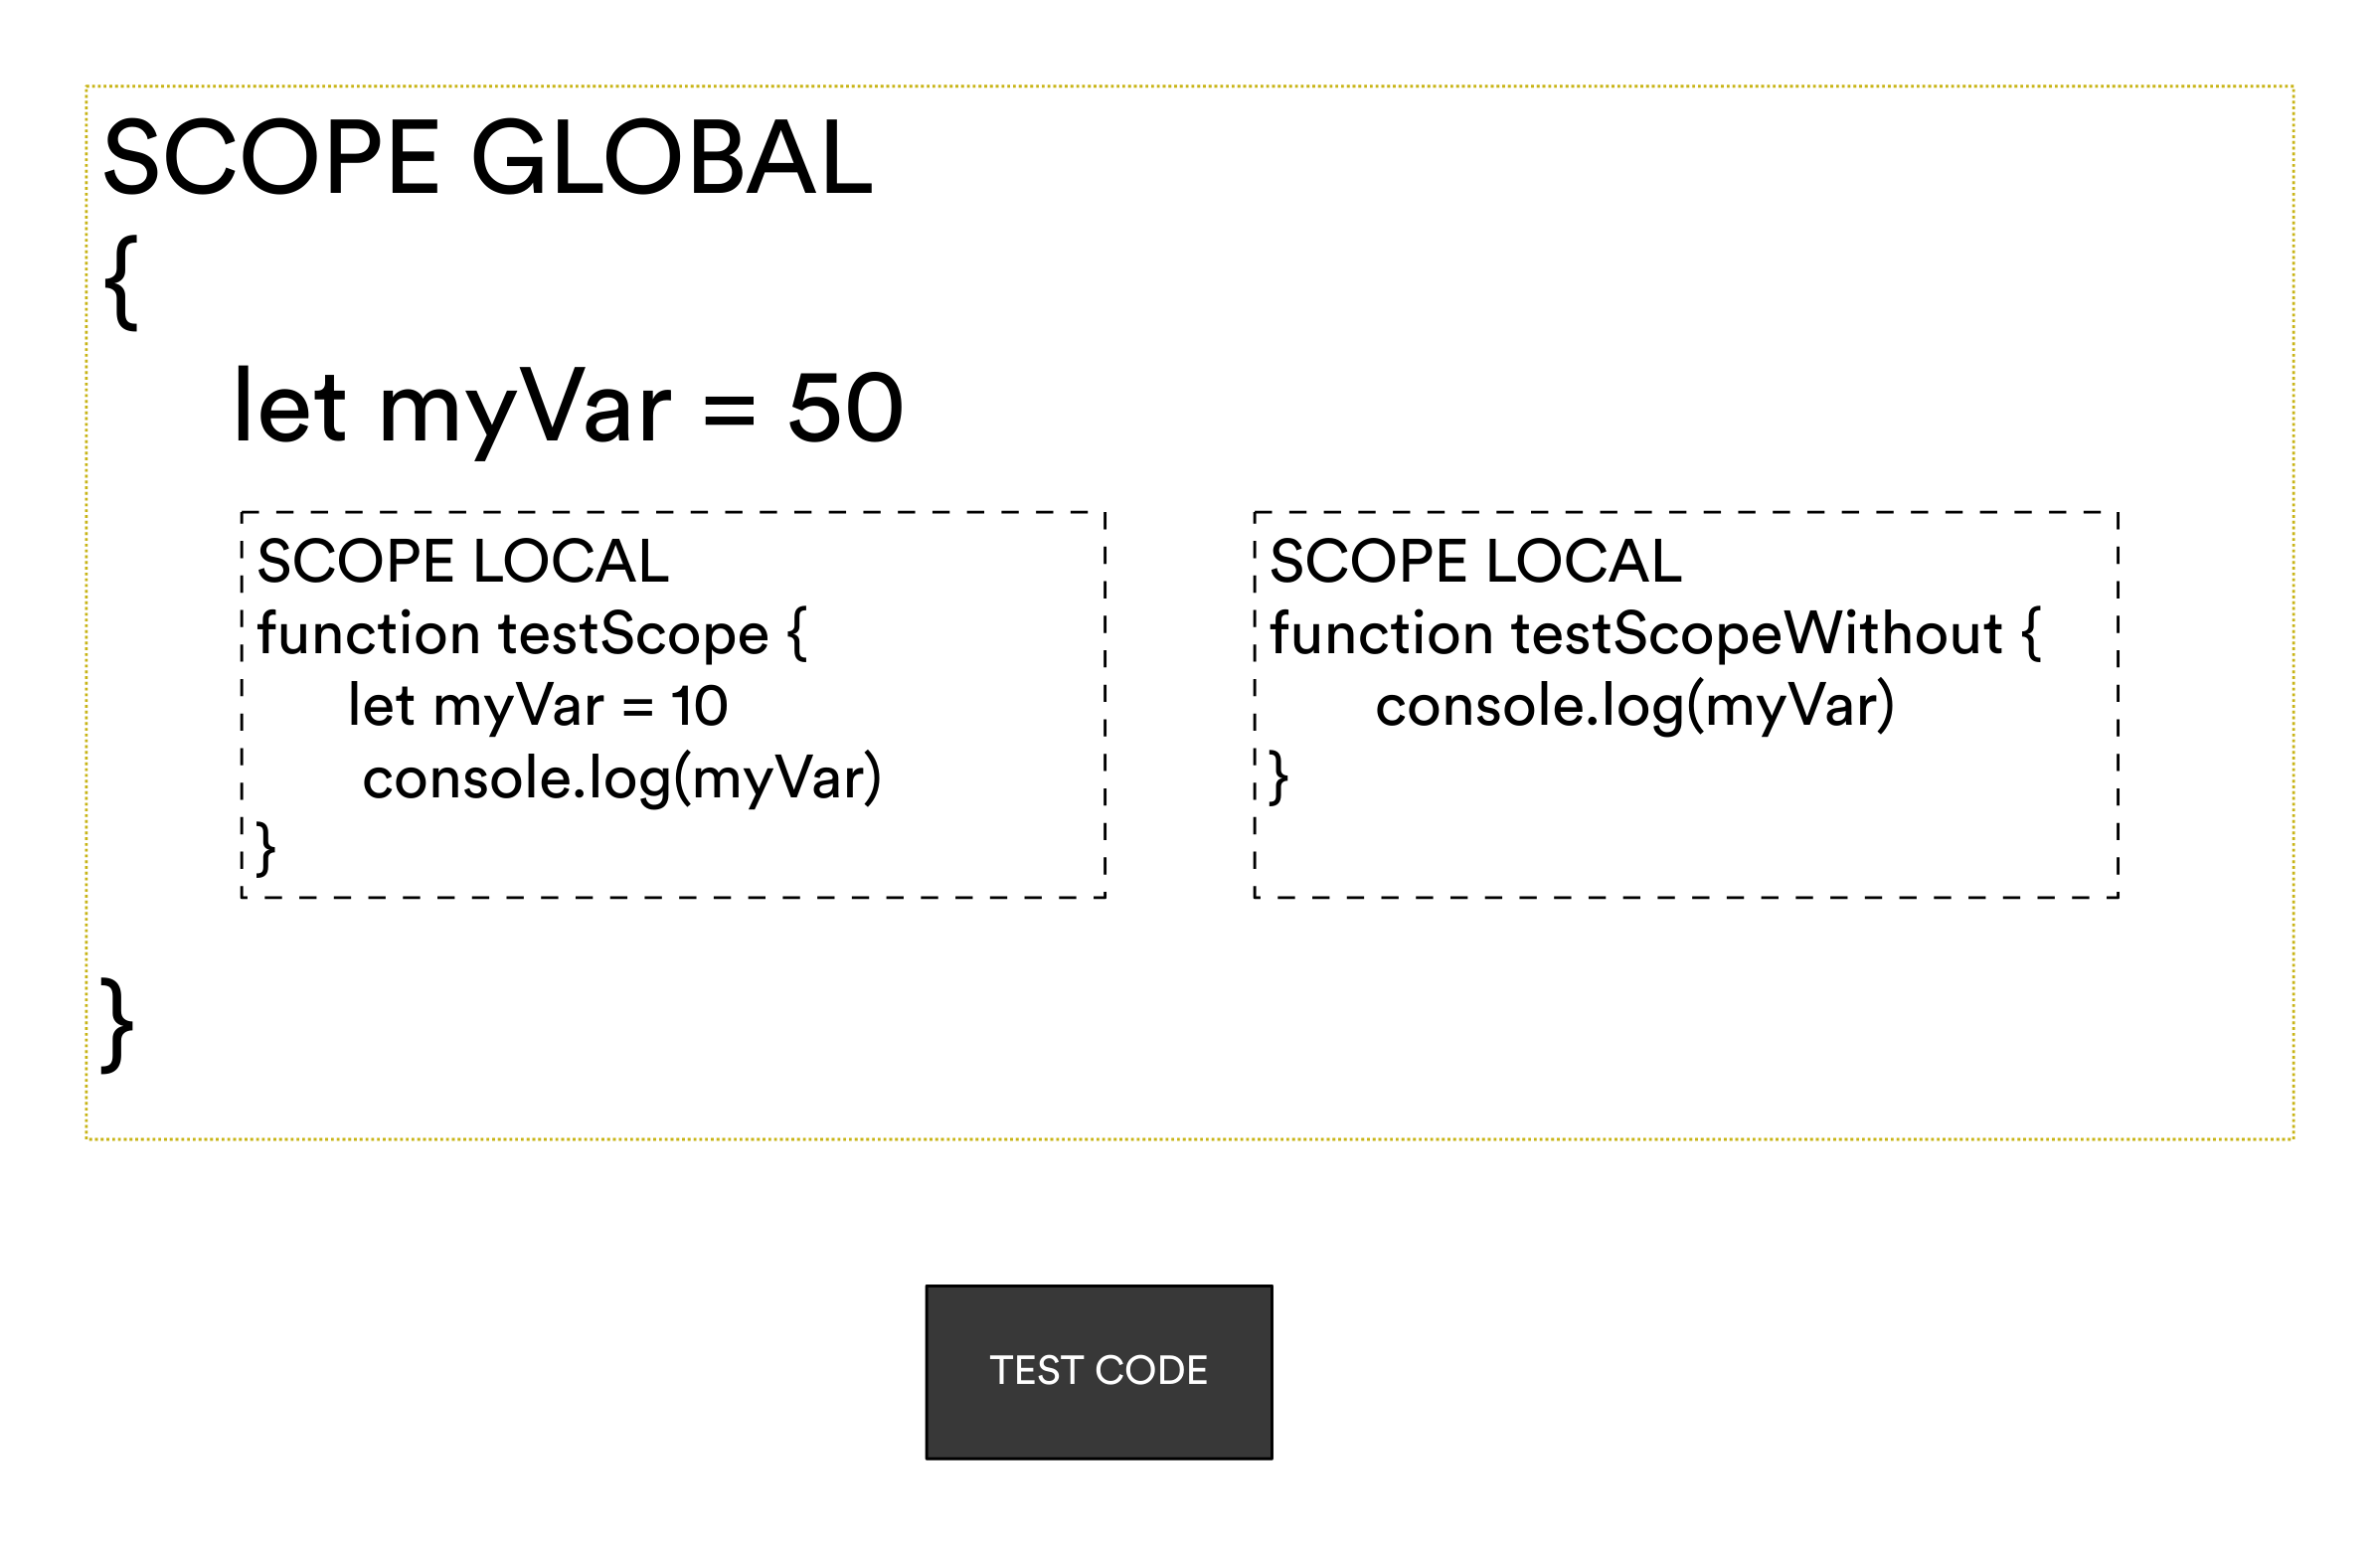 SCOPE GLOBAL
{
let myVar = 50
SCOPE LOCAL
function testScope {
let myVar = 10
console.log(myVar)
}
SCOPE LOCAL
function testScopeWithout {
console.log(myVar)
}
}
TEST CODE